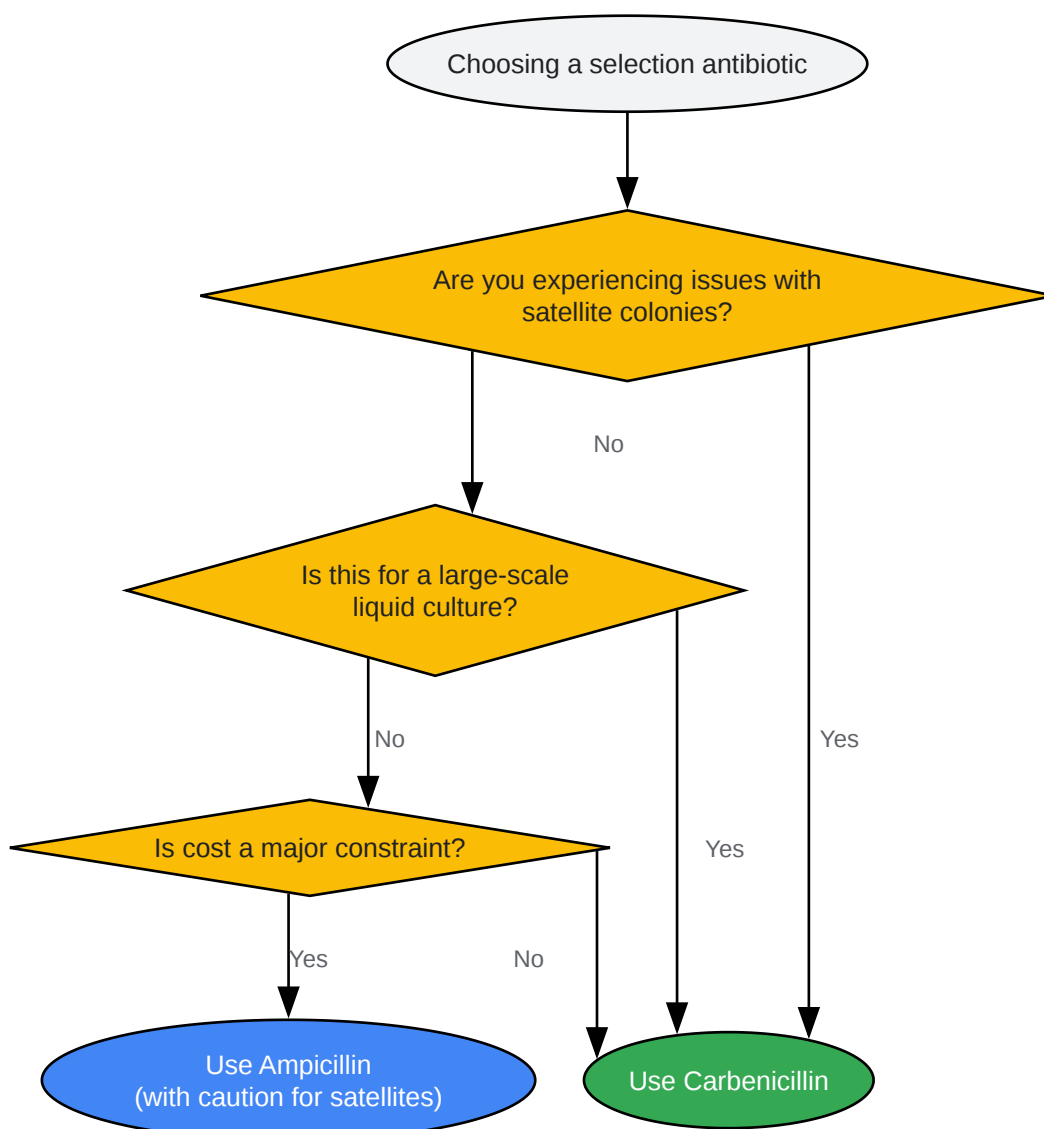 Choosing a selection antibiotic
Are you experiencing issues with
satellite colonies?
No
Is this for a large-scale
liquid culture?
No
Yes
Is cost a major constraint?
Yes
Yes
No
Use Ampicillin
(with caution for satellites)
Use Carbenicillin